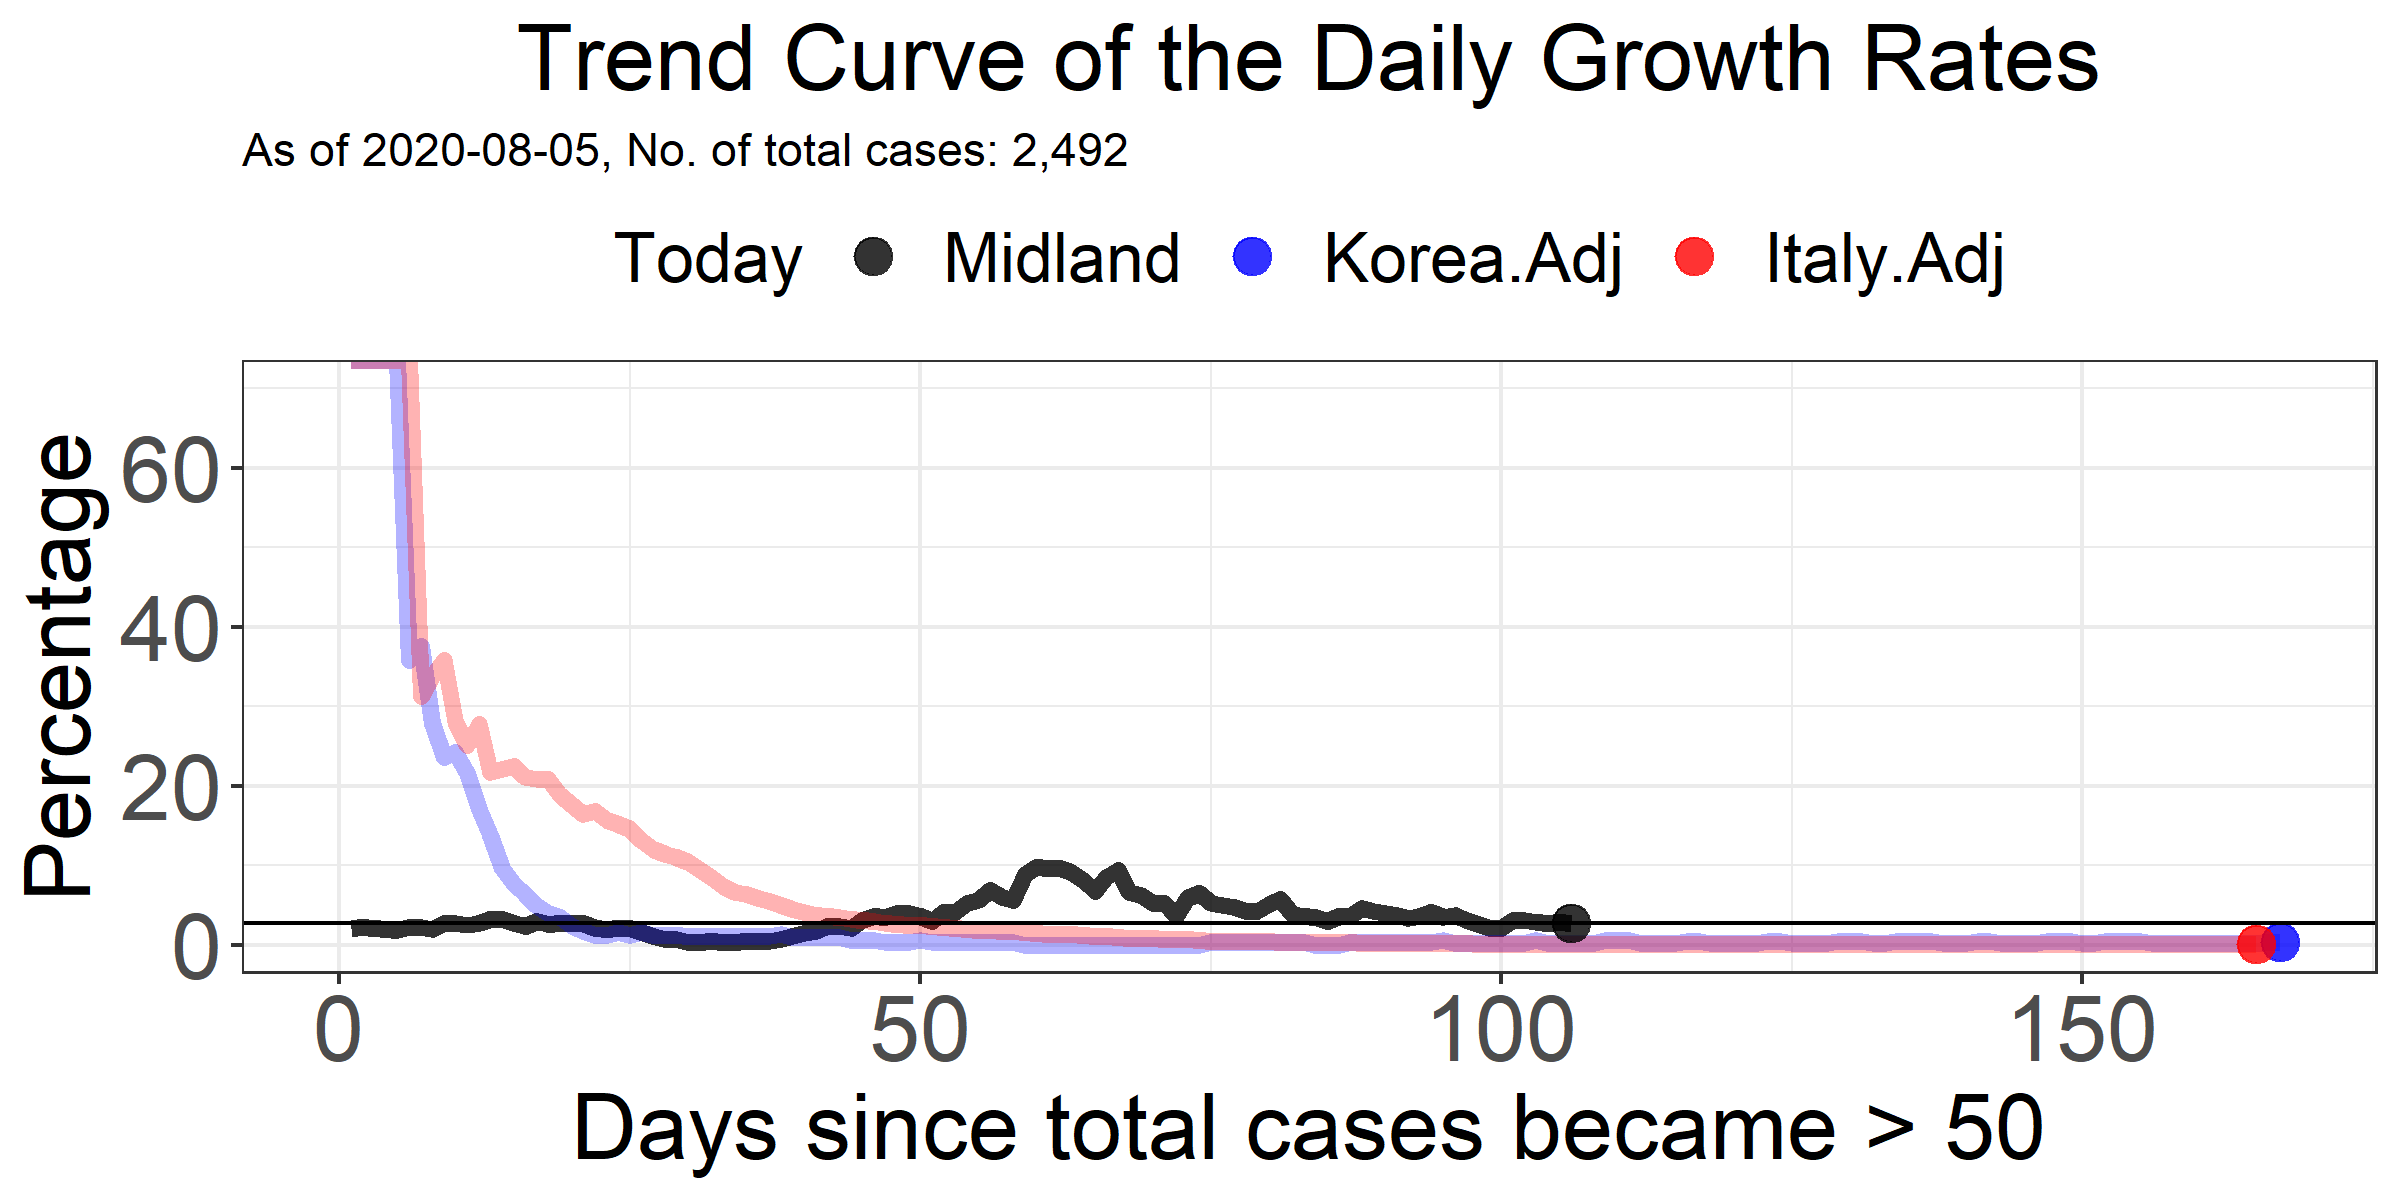 Trend Curve of the Daily Growth Rates
As of 2020-08-05, No. of total cases: 2,492
Today Midland Korea.Adj Italy.Adj
Percentage
60
40
20
0
0 50 100 150
Days since total cases became > 50